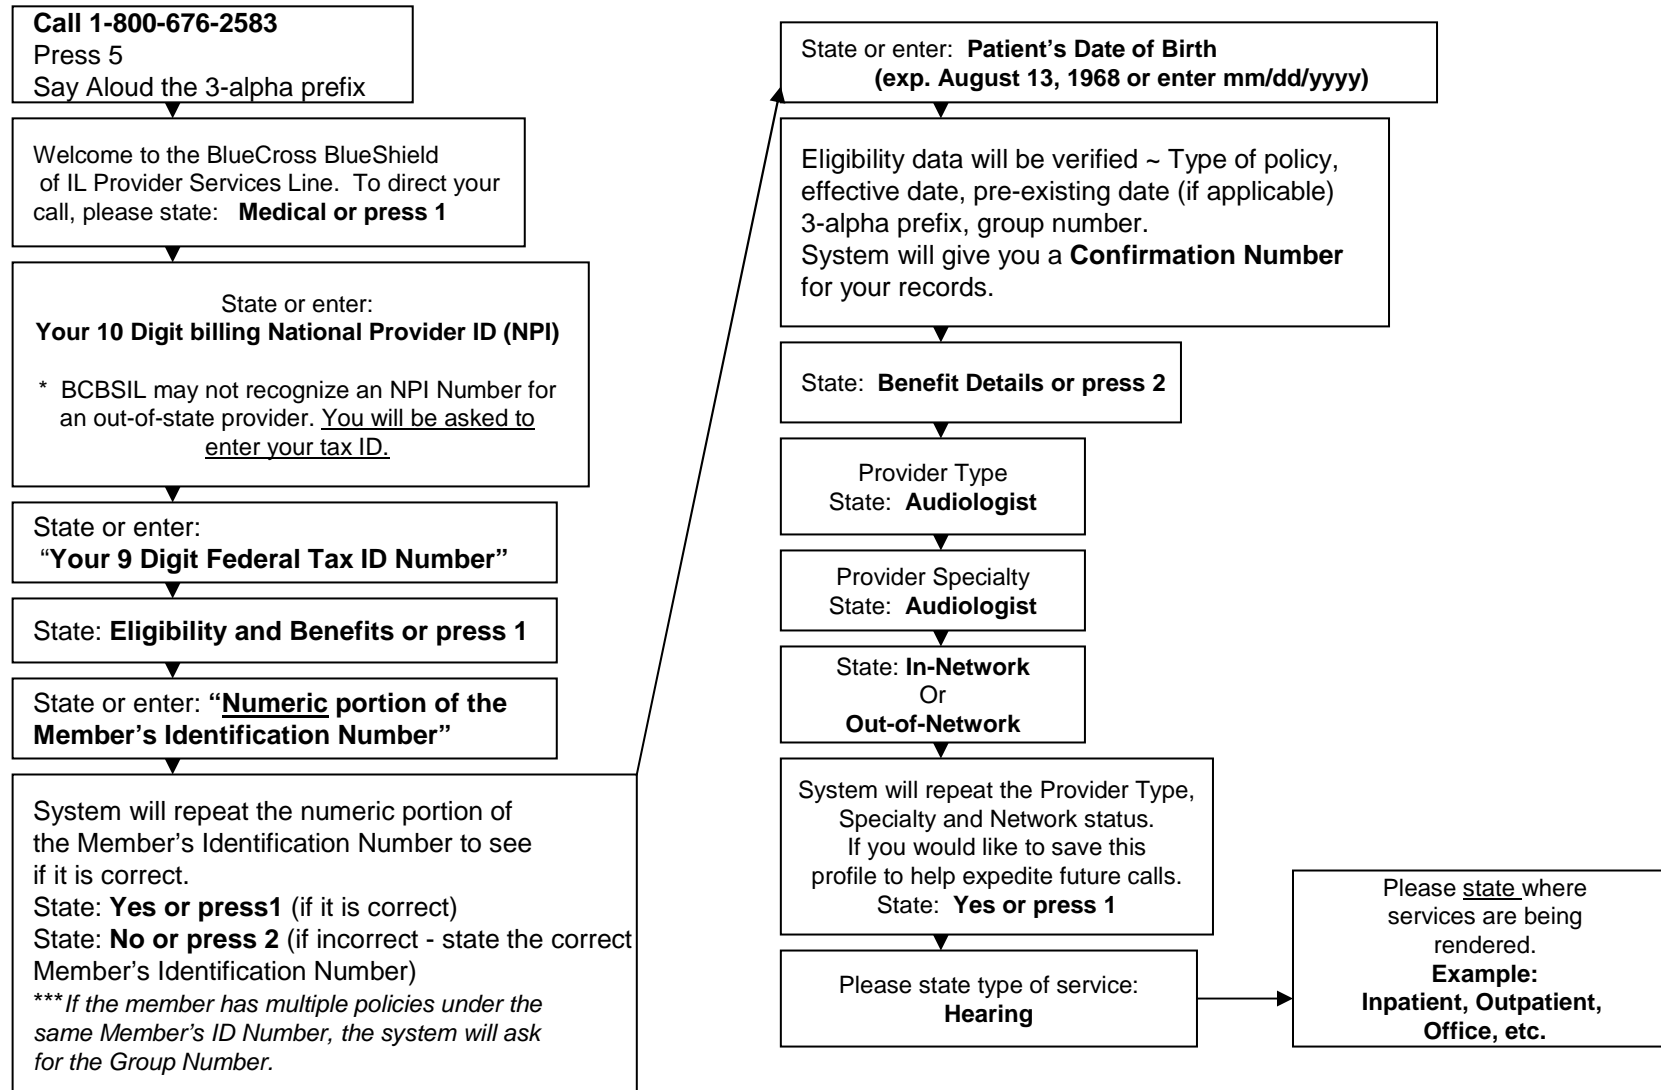 Call 1-800-676-2583
Press 5
Say Aloud the 3-alpha prefix
Welcome to the BlueCross BlueShield
of IL Provider Services Line. To direct your
call, please state: Medical or press 1
State or enter:
Your 10 Digit billing National Provider ID (NPI)
* BCBSIL may not recognize an NPI Number for
an out-of-state provider. You will be asked to
enter your tax ID.
State or enter:
“Your 9 Digit Federal Tax ID Number”
State: Eligibility and Benefits or press 1
State or enter: “Numeric portion of the
Member’s Identification Number”
System will repeat the numeric portion of
the Member’s Identification Number to see
if it is correct.
State: Yes or press1 (if it is correct)
State: No or press 2 (if incorrect - state the correct
Member’s Identification Number)
***If the member has multiple policies under the
same Member’s ID Number, the system will ask
for the Group Number.
State or enter: Patient’s Date of Birth
(exp. August 13, 1968 or enter mm/dd/yyyy)
Eligibility data will be verified ~ Type of policy,
effective date, pre-existing date (if applicable)
3-alpha prefix, group number.
System will give you a Confirmation Number
for your records.
State: Benefit Details or press 2
Provider Type
State: Audiologist
Provider Specialty
State: Audiologist
State: In-Network
Or
Out-of-Network
System will repeat the Provider Type,
Specialty and Network status.
If you would like to save this
profile to help expedite future calls.
State: Yes or press 1
Please state type of service:
Hearing
Please state where
services are being
rendered.
Example:
Inpatient, Outpatient,
Office, etc.